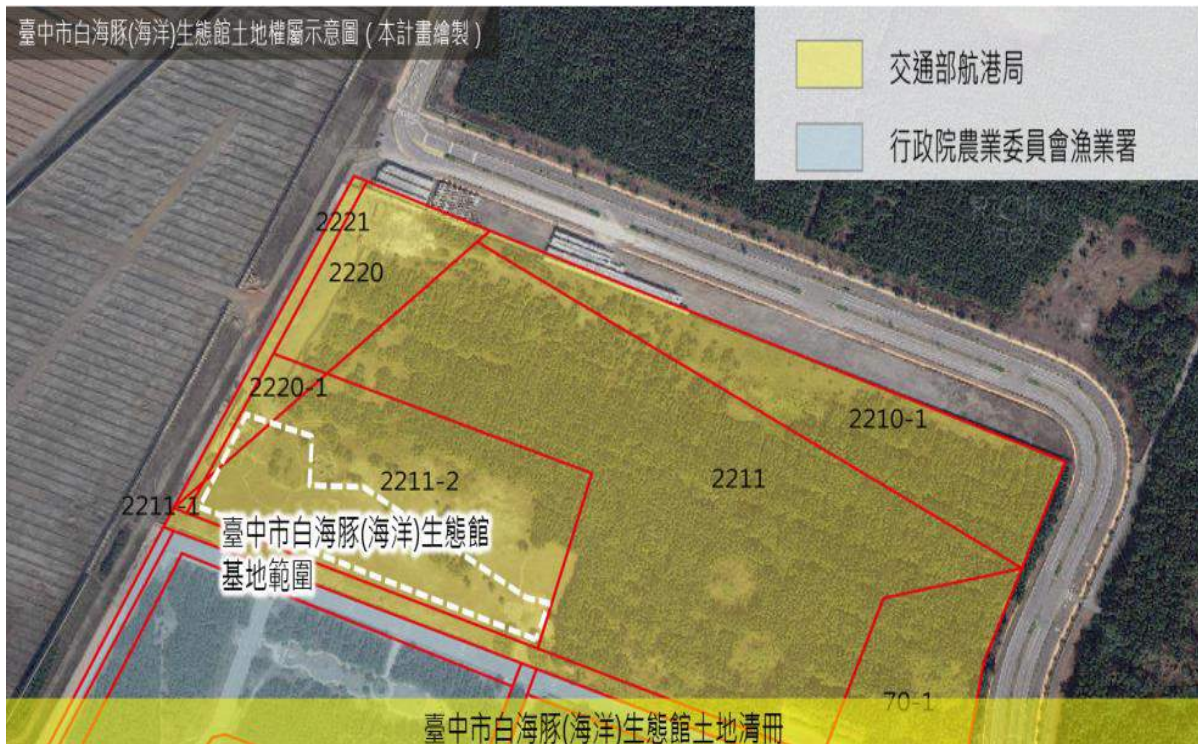 臺中市白海豚(海洋)生態館土地權屬示意圖 ( 本計畫繪製 )
交通部航港局
行政院農業委員會漁業署
2221
2220
2220-1
2210-1
2211
2211-2
2211-1
臺中市白海豚(海洋)生態館
基地範圍
70-1
臺中市白海豚(海洋)生態館土地清冊